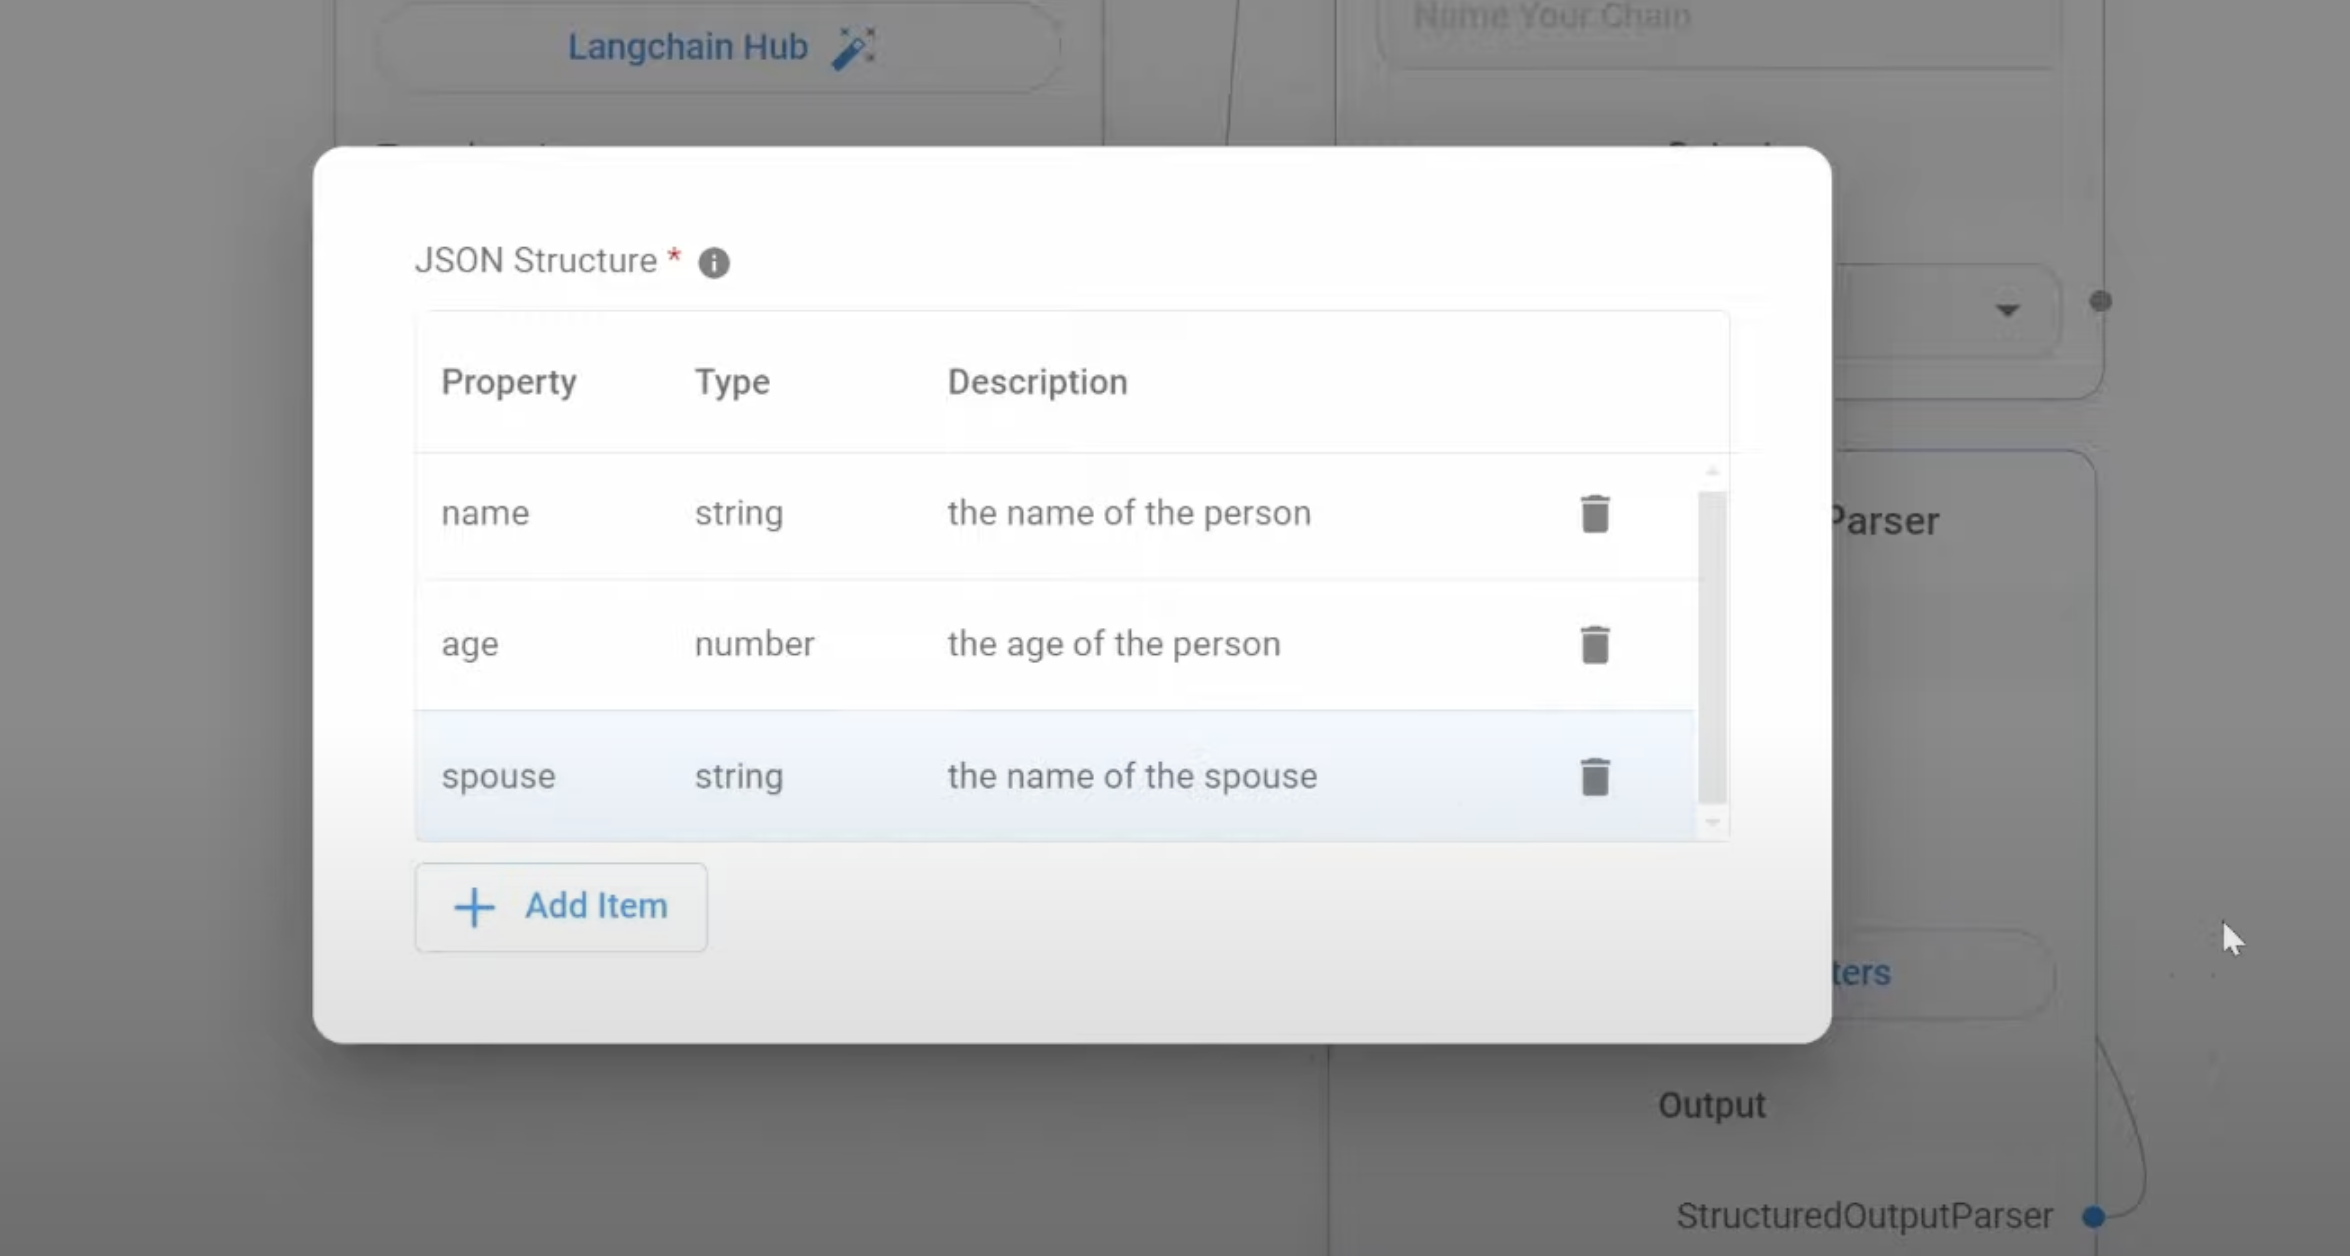 Name Your Chain
Langchain Hub
JSON Structure *
Property Type Description
name string the name of the person
age number the age of the person
spouse string the name of the spouse
Add Item
Parser
ters
Output
StructuredOutputParser